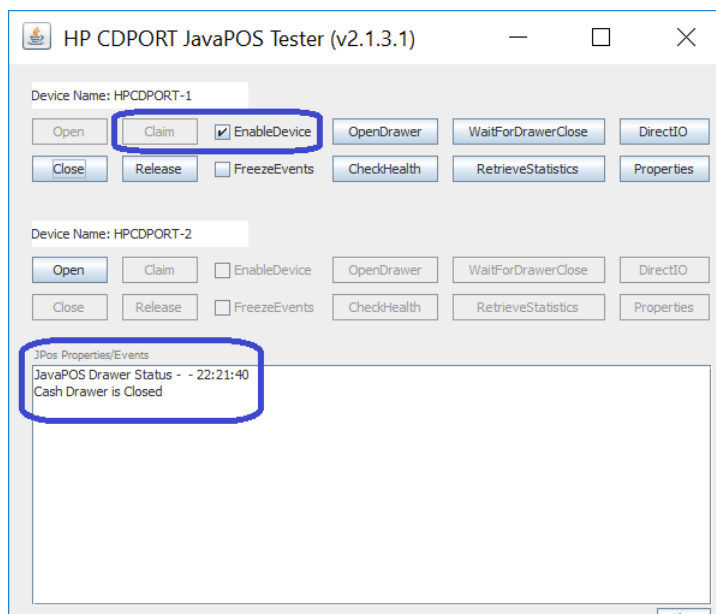 HP CDPORT JavaPOS Tester (v2.1.3.1)
Device Name: HPCDPORT-1
Open Claim EnableDevice OpenDrawer WaitForDrawerClose DirectIO
Close Release FreezeEvents CheckHealth RetrieveStatistics Properties
Device Name: HPCDPORT-2
Open Claim EnableDevice OpenDrawer WaitForDrawerClose DirectIO
Close Release FreezeEvents CheckHealth RetrieveStatistics Properties
JPos Properties/Events
JavaPOS Drawer Status - - 22:21:40
Cash Drawer is Closed